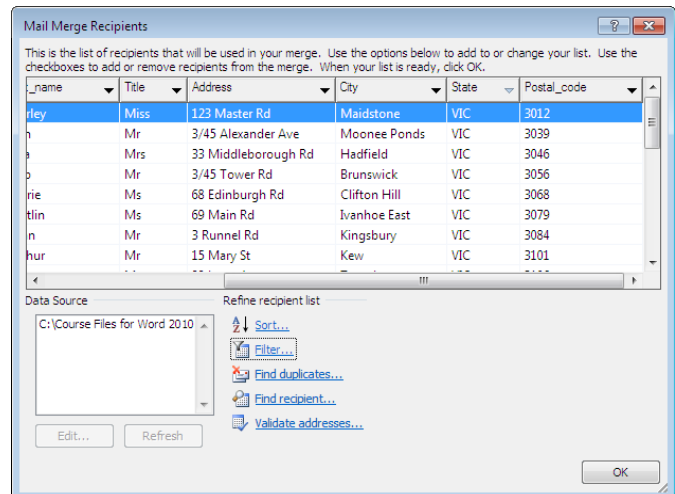 Mail Merge Recipients
This is the list of recipients that will be used in your merge. Use the options below to add to or change your list. Use the
checkboxes to add or remove recipients from the merge. When your list is ready, click OK.
_name Title Address City State Postal_code
rley Miss 123 Master Rd Maidstone VIC 3012
Mr 3/45 Alexander Ave Moonee Ponds VIC 3039
Mrs 33 Middleborough Rd Hadfield VIC 3046
Mr 3/45 Tower Rd Brunswick VIC 3056
rie Ms 68 Edinburgh Rd Clifton Hill VIC 3068
tlin Ms 69 Main Rd Ivanhoe East VIC 3079
n Mr 3 Runnel Rd Kingsbury VIC 3084
hur Mr 15 Mary St Kew VIC 3101
Data Source Refine recipient list
C:\Course Files for Word 2010
Sort...
Filter...
Find duplicates...
Find recipient...
Validate addresses...
Edit... Refresh
OK